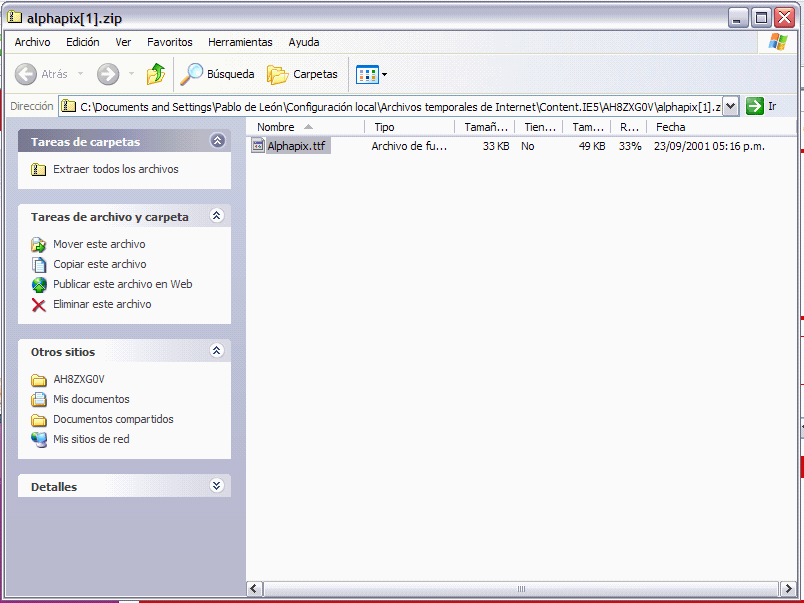 alphapix[1].zip
Archivo Edición Ver Favoritos Herramientas Ayuda
Atrás Búsqueda Carpetas
Dirección C:\Documents and Settings\Pablo de León\Configuración local\Archivos temporales de Internet\Content.IE5\AH8ZXG0V\alphapix[1].z Ir
Tareas de carpetas
Extraer todos los archivos
Tareas de archivo y carpeta
Mover este archivo
Copiar este archivo
Publicar este archivo en Web
Eliminar este archivo
Otros sitios
AH8ZXG0V
Mis documentos
Documentos compartidos
Mis sitios de red
Detalles
Nombre Tipo Tamañ... Tien... Tam... R... Fecha
Alphapix.ttf Archivo de fu... 33 KB No 49 KB 33% 23/09/2001 05:16 p.m.